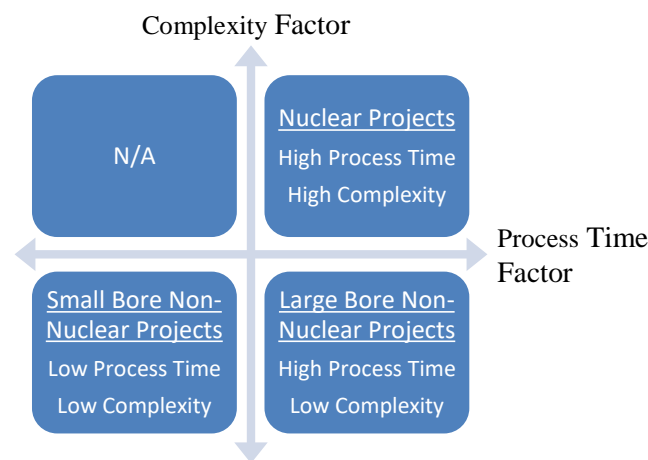 Complexity Factor
N/A
Nuclear Projects
High Process Time
High Complexity
Process Time
Factor
Small Bore Non-
Nuclear Projects
Low Process Time
Low Complexity
Large Bore Non-
Nuclear Projects
High Process Time
Low Complexity